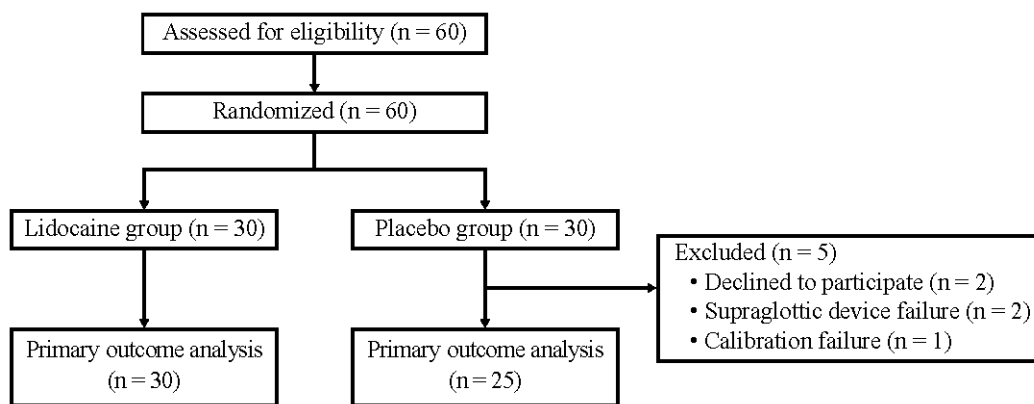 Assessed for eligibility (n = 60)
Randomized (n = 60)
Lidocaine group (n = 30)
Placebo group (n = 30)
Excluded (n = 5)
• Declined to participate (n = 2)
• Supraglottic device failure (n = 2)
• Calibration failure (n = 1)
Primary outcome analysis
(n = 30)
Primary outcome analysis
(n = 25)